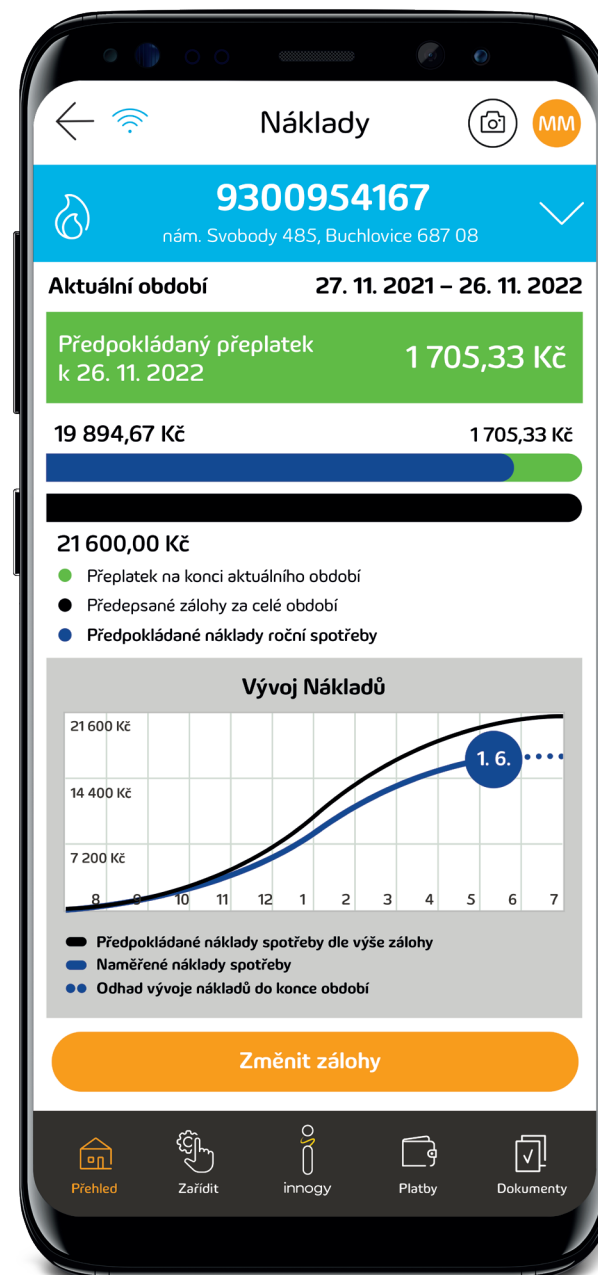 Náklady
MM
9300954167
nám. Svobody 485, Buchlovice 687 08
Aktuální období 27. 11. 2021 – 26. 11. 2022
Předpokládaný přeplatek
k 26. 11. 2022
1 705,33 Kč
19 894,67 Kč 1 705,33 Kč
21 600,00 Kč
Přeplatek na konci aktuálního období
Předepsané zálohy za celé období
Předpokládané náklady roční spotřeby
Vývoj Nákladů
21 600 Kč
1. 6.
14 400 Kč
7 200 Kč
8 9 10 11 12 1 2 3 4 5 6 7
Předpokládané náklady spotřeby dle výše zálohy
Naměřené náklady spotřeby
Odhad vývoje nákladů do konce období
Změnit zálohy
Přehled Zařídit innogy Platby Dokumenty